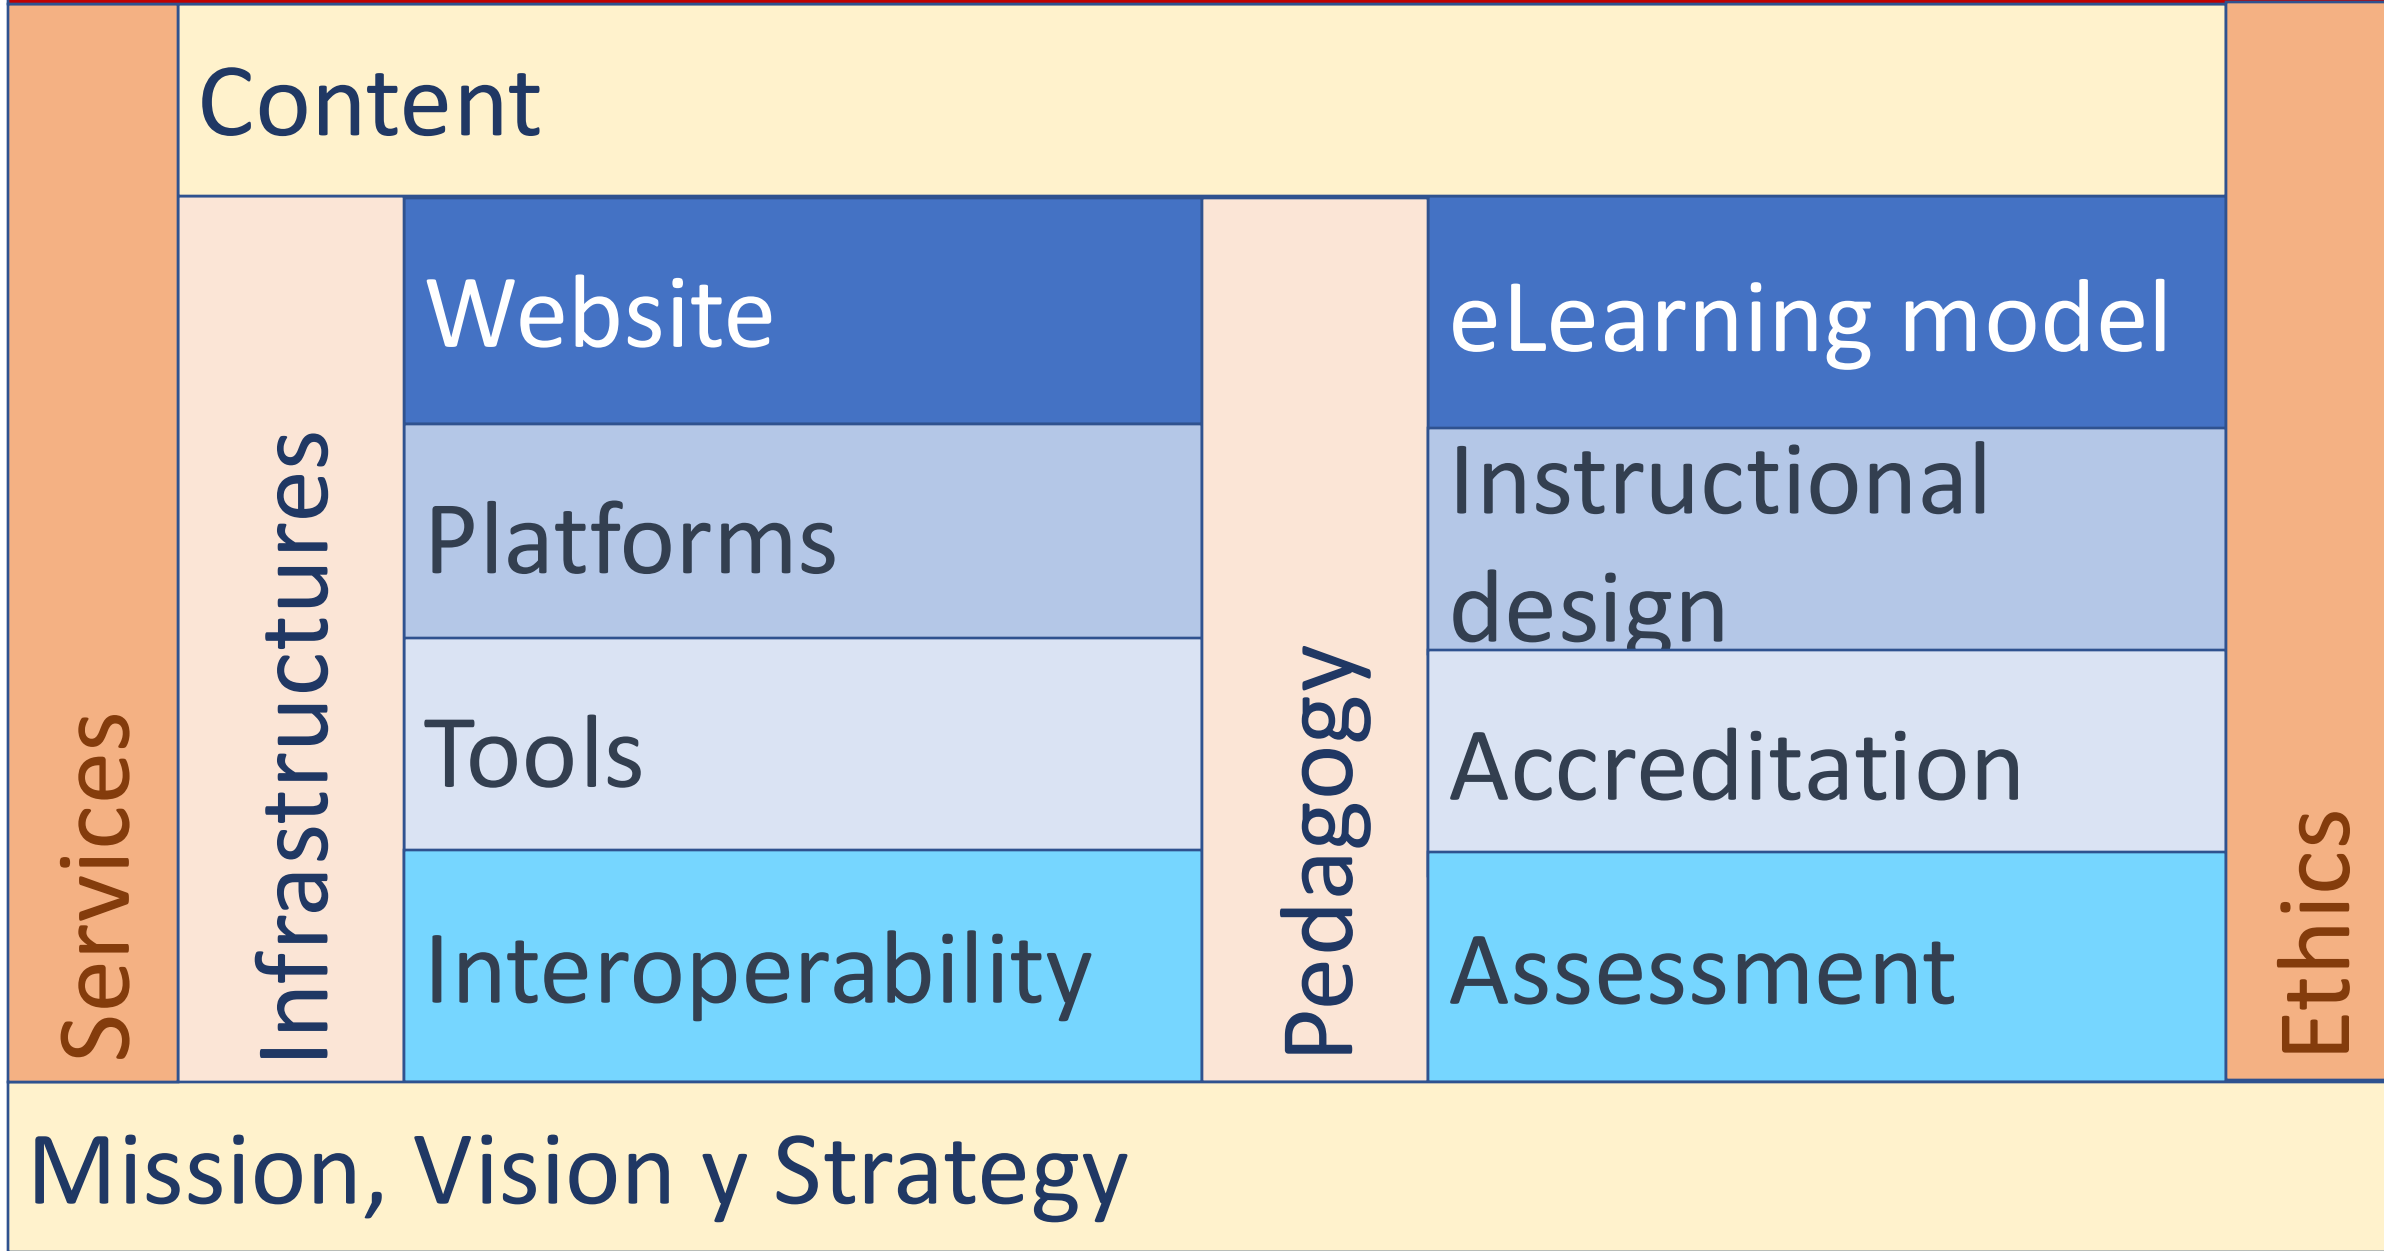 Services
Content
Infrastructures
Website
Platforms
Tools
Interoperability
Pedagogy
eLearning model
Instructional
design
Accreditation
Assessment
Ethics
Mission, Vision y Strategy